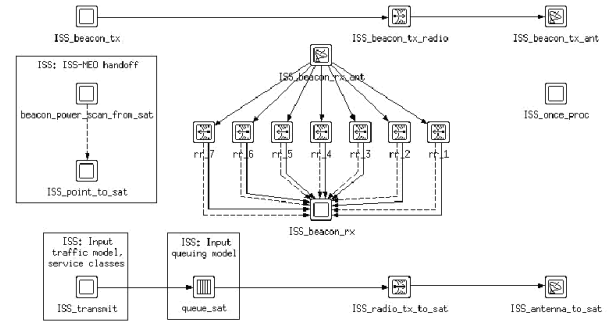 ISS_beacon_tx
ISS_beacon_tx_radio
ISS_beacon_tx_ant
ISS: ISS-MEO handoff
ISS_beacon_rx_ant
beacon_power_scan_from_sat
ISS_once_proc
rr_7
rr_6
rr_5
rr_4
rr_3
rr_2
rr_1
ISS_point_to_sat
ISS_beacon_rx
ISS: Input
traffic model,
service classes
ISS: Input
queuing model
ISS_transmit
queue_sat
ISS_radio_tx_to_sat
ISS_antenna_to_sat